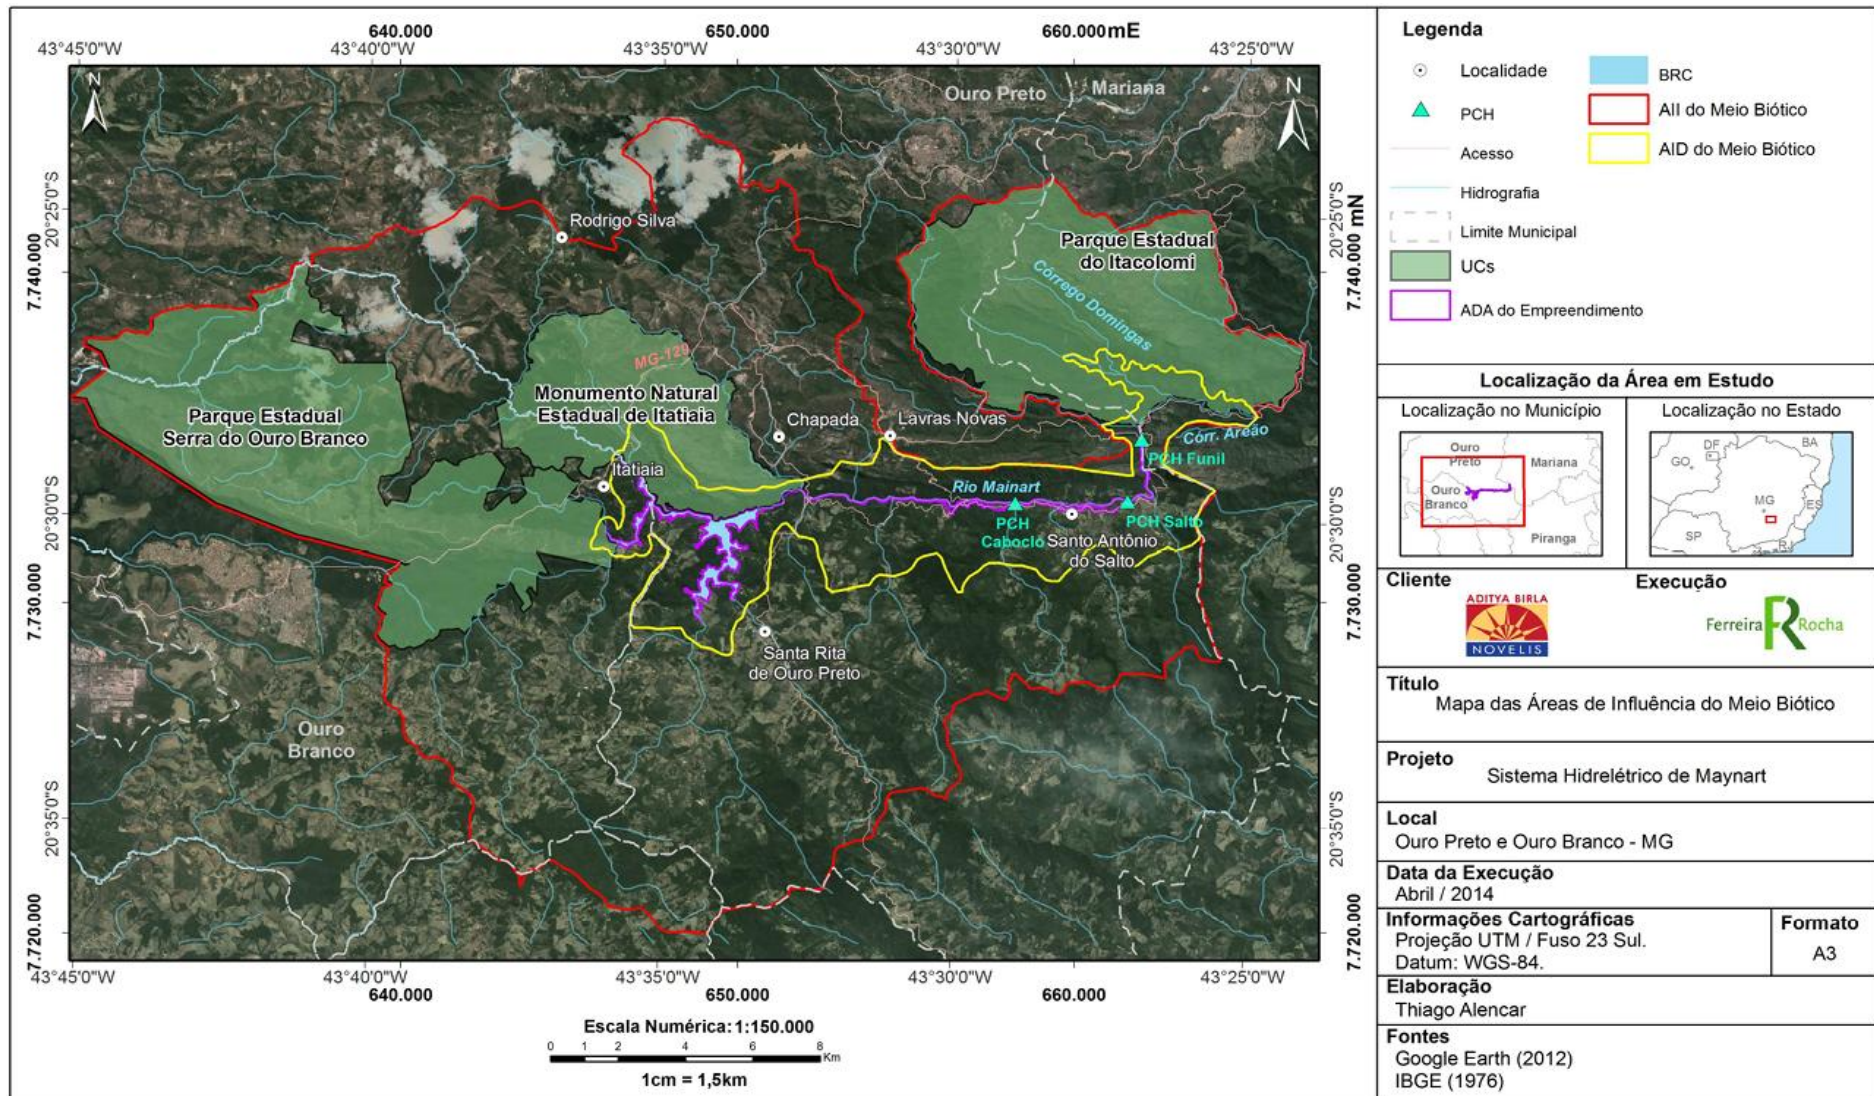 640.000
650.000
660.000mE
43°45'0"W
43°40'0"W
43°35'0"W
43°30'0"W
43°25'0"W
N
N
Ouro Preto
Mariana
20°25'0"S
20°25'0"S
7.740.000
7.740.000 mN
Rodrigo Silva
Parque Estadual
do Itacolomi
Córrego Domingas
MG-129
Monumento Natural
Estadual de Itatiaia
Parque Estadual
Serra do Ouro Branco
Chapada
Lavras Novas
Córr. Areão
PCH Funil
Itatiaia
Rio Mainart
PCH
Caboclo
PCH Salto
Santo Antônio
do Salto
20°30'0"S
20°30'0"S
7.730.000
7.730.000
Santa Rita
de Ouro Preto
Ouro
Branco
20°35'0"S
20°35'0"S
7.720.000
7.720.000
43°45'0"W
43°40'0"W
43°35'0"W
43°30'0"W
43°25'0"W
640.000
650.000
660.000
Escala Numérica: 1:150.000
0 1 2 4 6 8
Km
1cm = 1,5km
Legenda
Localidade
PCH
Acesso
Hidrografia
Limite Municipal
UCs
ADA do Empreendimento
BRC
AII do Meio Biótico
AID do Meio Biótico
Localização da Área em Estudo
Localização no Município
Ouro
Preto
Mariana
Ouro
Branco
Piranga
Localização no Estado
DF
BA
GO
MG
ES
SP
RJ
Cliente
ADITYA BIRLA
NOVELIS
Execução
Ferreira Rocha
Título
Mapa das Áreas de Influência do Meio Biótico
Projeto
Sistema Hidrelétrico de Maynart
Local
Ouro Preto e Ouro Branco - MG
Data da Execução
Abril / 2014
Informações Cartográficas
Projeção UTM / Fuso 23 Sul.
Datum: WGS-84.
Formato
A3
Elaboração
Thiago Alencar
Fontes
Google Earth (2012)
IBGE (1976)